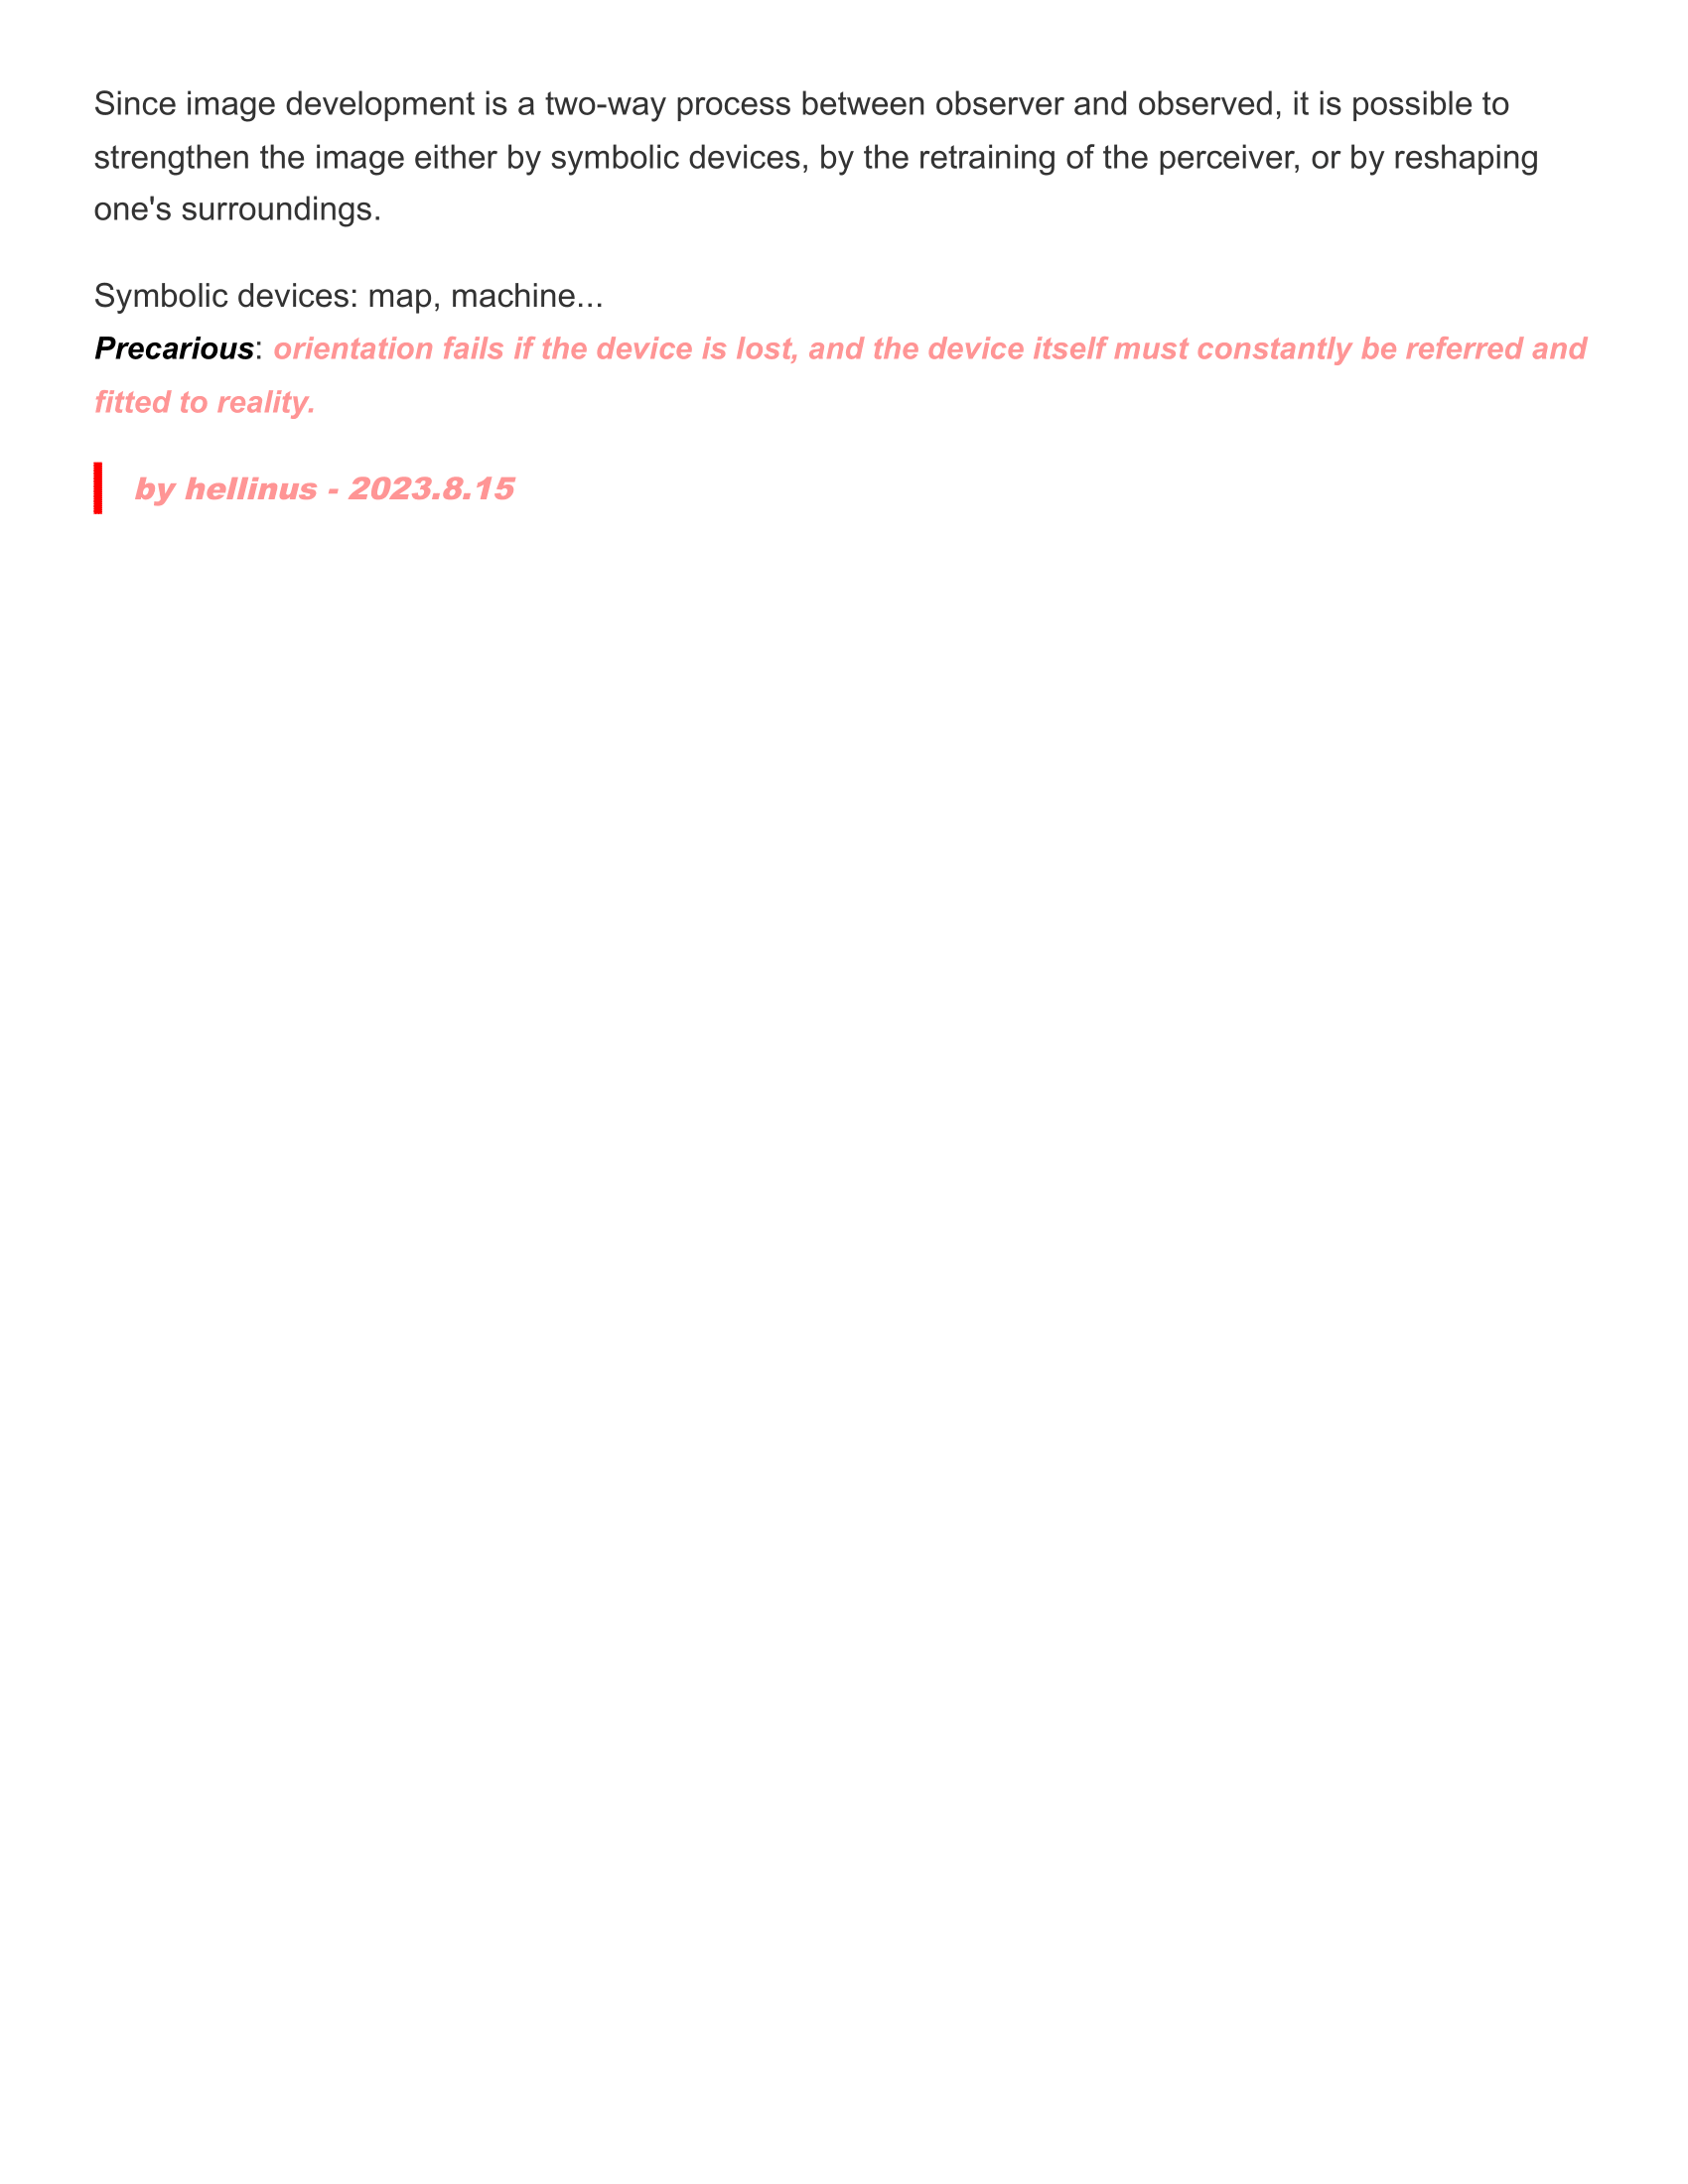 Since image development is a two-way process between observer and observed, it is possible to
strengthen the image either by symbolic devices, by the retraining of the perceiver, or by reshaping
one's surroundings.
Symbolic devices: map, machine...
Precarious: orientation fails if the device is lost, and the device itself must constantly be referred and
fitted to reality.
by hellinus - 2023.8.15